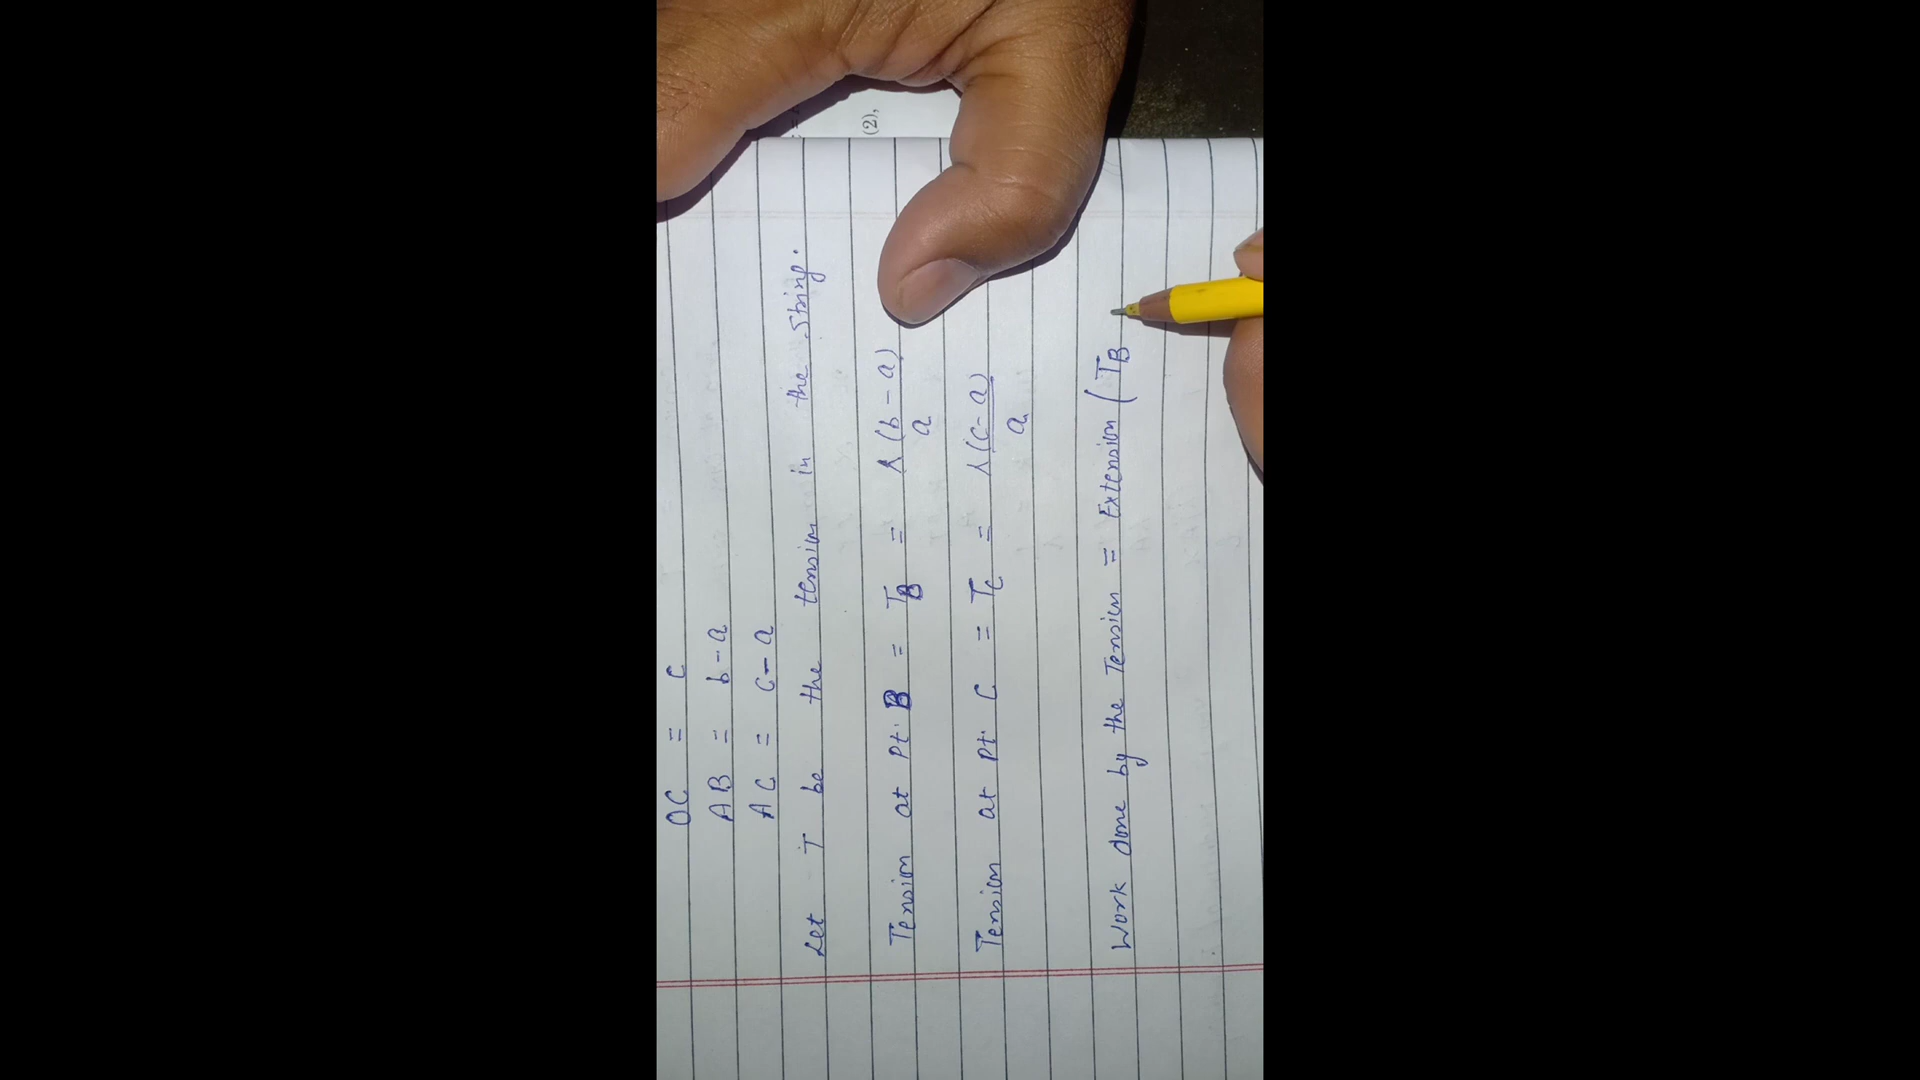 OC = c
AB = b-a
AC = c-a
Let T be the tension in the string.
Tension at pt. B = T_B = λ(b-a)
a
Tension at pt. C = T_C = λ(c-a)
a
Work done by the Tension = Extension (T_B
(2),